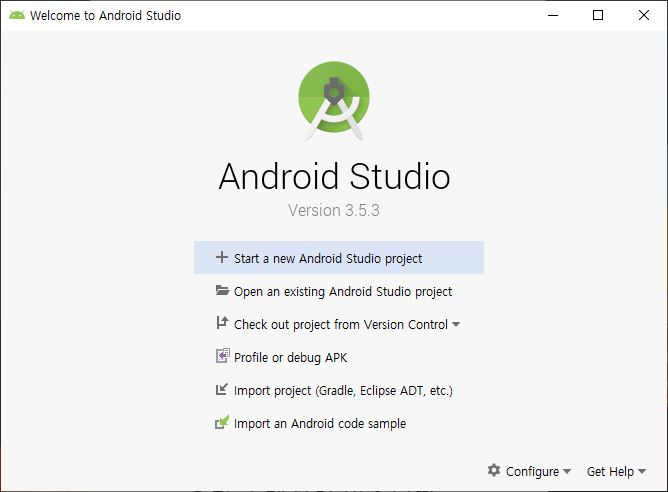 Welcome to Android Studio
Android Studio
Version 3.5.3
Start a new Android Studio project
Open an existing Android Studio project
Check out project from Version Control
Profile or debug APK
Import project (Gradle, Eclipse ADT, etc.)
Import an Android code sample
Configure
Get Help